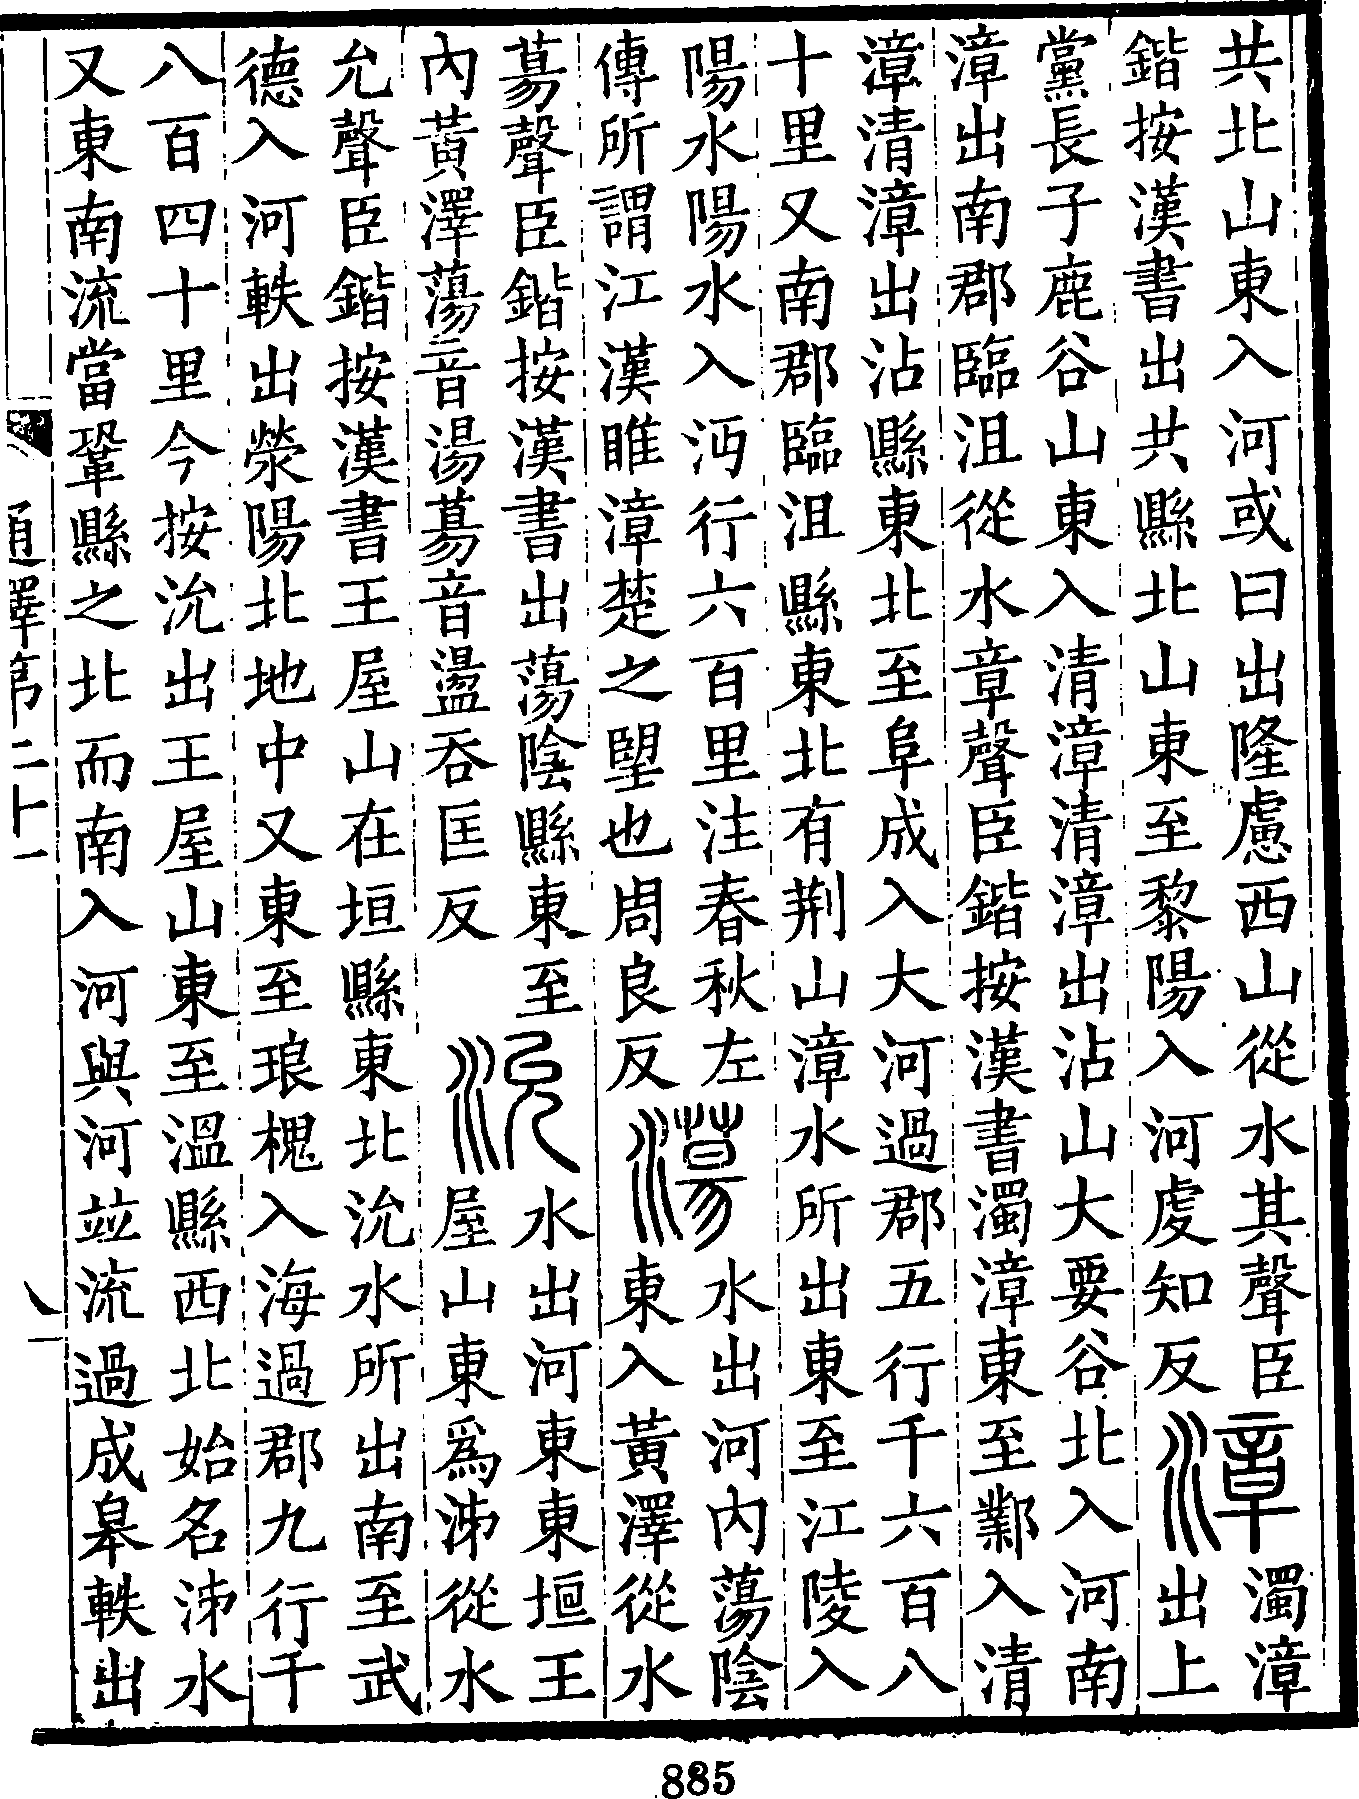 共北山東入河或曰出隆慮西山從水其聲臣
鍇按漢書出共縣北山東至黎陽入河虔知反
漳
濁漳
出上
黨長子鹿谷山東入清漳清漳出沾山大要谷北入河南
漳出南郡臨沮從水章聲臣鍇按漢書濁漳東至鄴入清
漳清漳出沾縣東北至阜成入大河過郡五行千六百八
十里又南郡臨沮縣東北有荆山漳水所出東至江陵入
陽水陽水入沔行六百里注春秋左
傳所謂江漢睢漳楚之朢也周良反
蕩
水出河內蕩陰
東入黃澤從水
𦳝聲臣鍇按漢書出蕩陰縣東至
內黃澤蕩音湯𦳝音盪吞匡反
沇
水出河東東垣王
屋山東爲泲從水
允聲臣鍇按漢書王屋山在垣縣東北沇水所出南至武
德入河軼出滎陽北地中又東至琅槐入海過郡九行千
八百四十里今按沇出王屋山東至溫縣西北始名泲水
又東南流當鞏縣之北而南入河與河竝流過成皋軼出
通釋第二十一
八
885